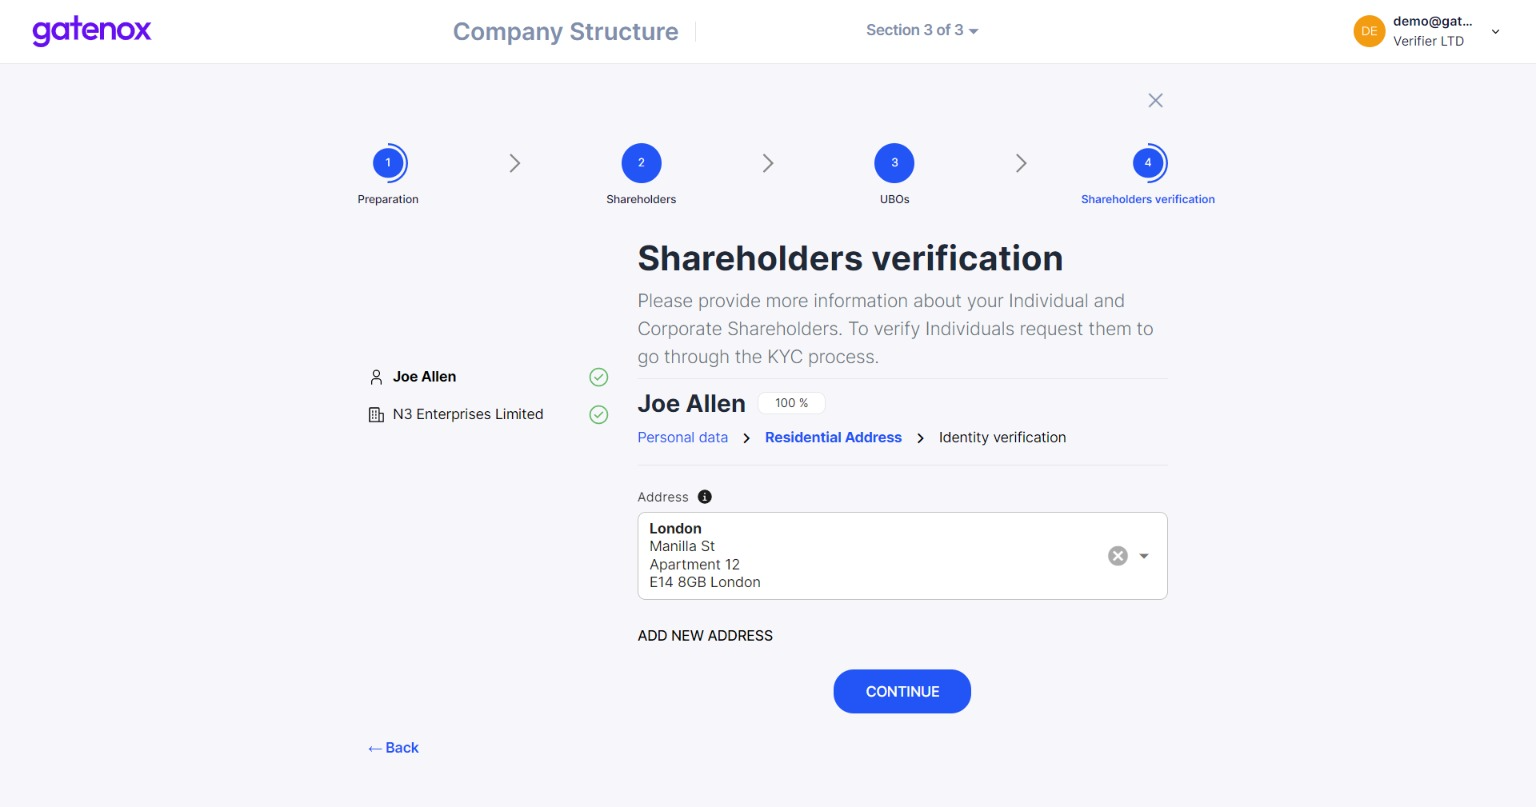 gatenox
Company Structure
Section 3 of 3
DE
demo@gat...
Verifier LTD
1
2
3
4
Preparation
Shareholders
UBOs
Shareholders verification
Shareholders verification
Please provide more information about your Individual and
Corporate Shareholders. To verify Individuals request them to
go through the KYC process.
Joe Allen
N3 Enterprises Limited
Joe Allen 100 %
Personal data > Residential Address > Identity verification
Address
London
Manilla St
Apartment 12
E14 8GB London
ADD NEW ADDRESS
CONTINUE
← Back